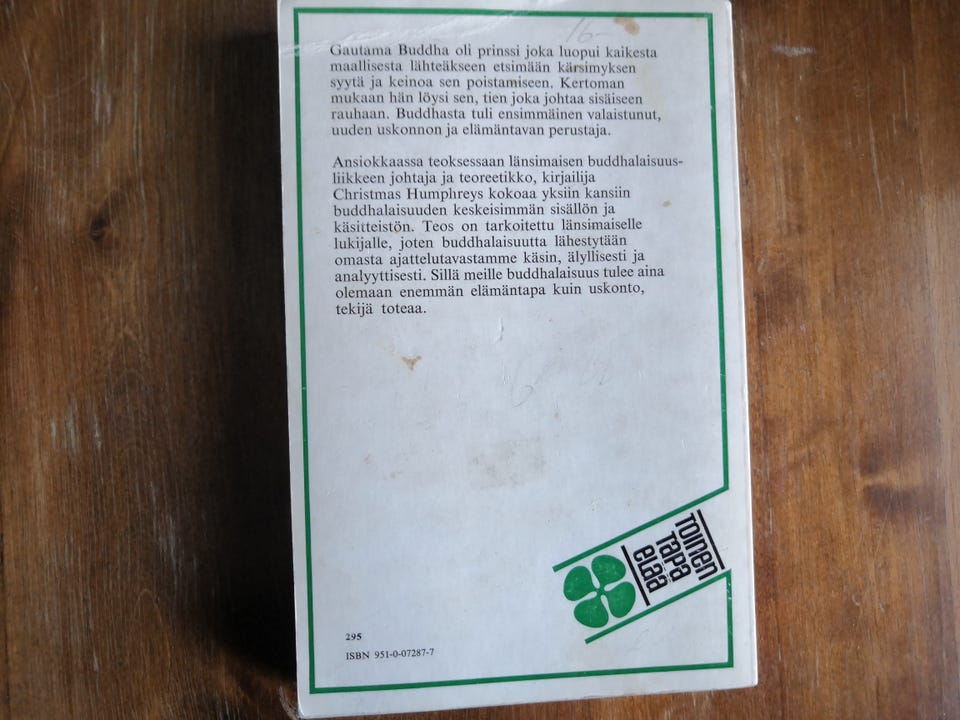 16-
Gautama Buddha oli prinssi joka luopui kaikesta
maallisesta lähteäkseen etsimään kärsimyksen
syytä ja keinoa sen poistamiseen. Kertoman
mukaan hän löysi sen, tien joka johtaa sisäiseen
rauhaan. Buddhasta tuli ensimmäinen valaistunut,
uuden uskonnon ja elämäntavan perustaja.
Ansiokkaassa teoksessaan länsimaisen buddhalaisuus-
liikkeen johtaja ja teoreetikko, kirjailija
Christmas Humphreys kokoaa yksiin kansiin
buddhalaisuuden keskeisimmän sisällön ja
käsitteistön. Teos on tarkoitettu länsimaiselle
lukijalle, joten buddhalaisuutta lähestytään
omasta ajattelutavastamme käsin, älyllisesti ja
analyyttisesti. Sillä meille buddhalaisuus tulee aina
olemaan enemmän elämäntapa kuin uskonto,
tekijä toteaa.
TOINEN
TAPA
ELÄÄ
295
ISBN 951-0-07287-7